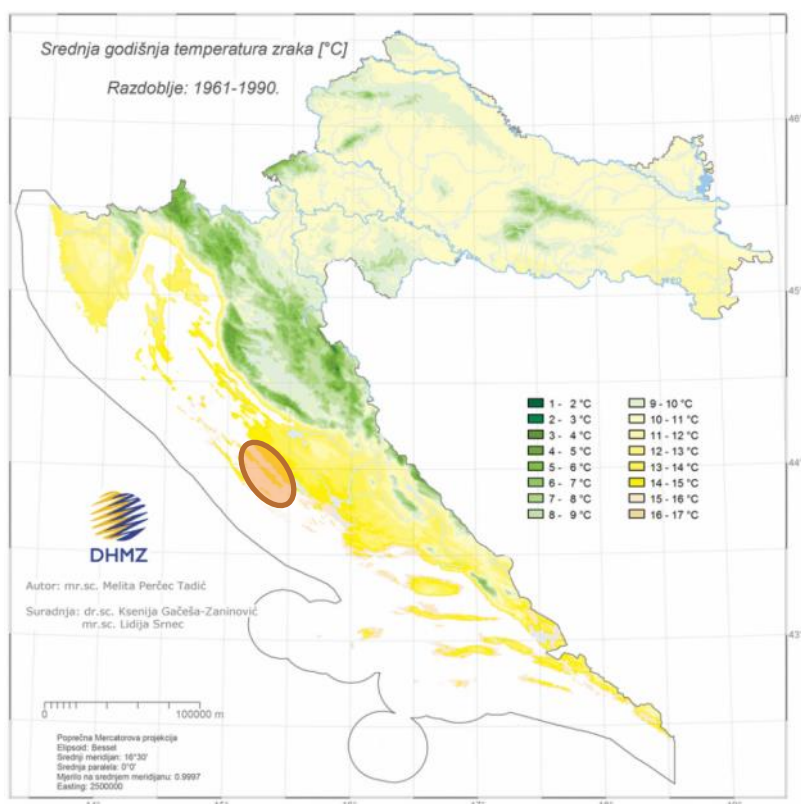 Srednja godišnja temperatura zraka [°C]
Razdoblje: 1961-1990.
46°
45°
44°
43°
1 - 2 °C
2 - 3 °C
3 - 4 °C
4 - 5 °C
5 - 6 °C
6 - 7 °C
7 - 8 °C
8 - 9 °C
9 - 10 °C
10 - 11 °C
11 - 12 °C
12 - 13 °C
13 - 14 °C
14 - 15 °C
15 - 16 °C
16 - 17 °C
DHMZ
Autor: mr.sc. Melita Perčec Tadić
Suradnja: dr.sc. Ksenija Gačeša-Zaninović
mr.sc. Lidija Srnec
0 100000 m
Poprečna Mercatorova projekcija
Elipsoid: Bessel
Srednji meridijan: 16°30'
Srednja paralela: 0°0'
Mjerilo na srednjem meridijanu: 0.9997
Easting: 2500000